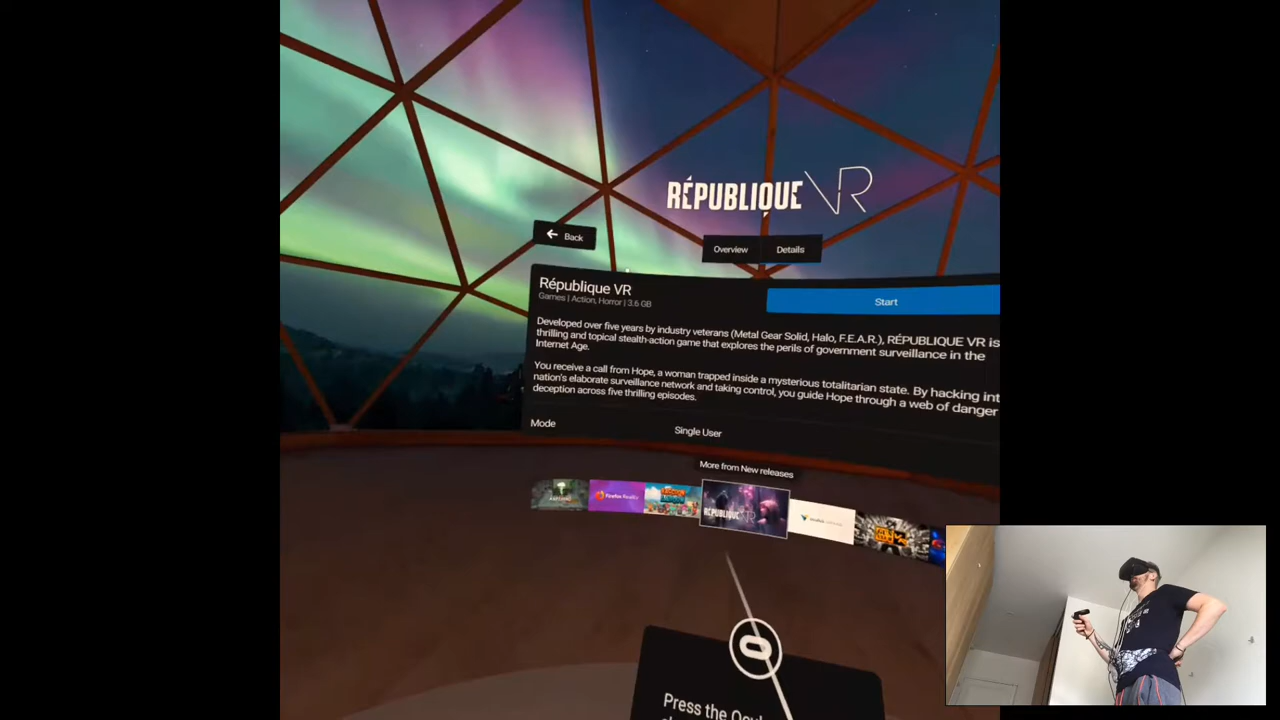 RÉPUBLIQUE VR
Back
Overview
Details
République VR
Games | Action, Horror | 3.6 GB
Start
Developed over five years by industry veterans (Metal Gear Solid, Halo, F.E.A.R.), RÉPUBLIQUE VR is
thrilling and topical stealth-action game that explores the perils of government surveillance in the
Internet Age.
You receive a call from Hope, a woman trapped inside a mysterious totalitarian state. By hacking int
nation's elaborate surveillance network and taking control, you guide Hope through a web of danger
deception across five thrilling episodes.
Mode
Single User
More from New releases
Firefox Reality
RÉPUBLIQUE VR
Press the Ocu